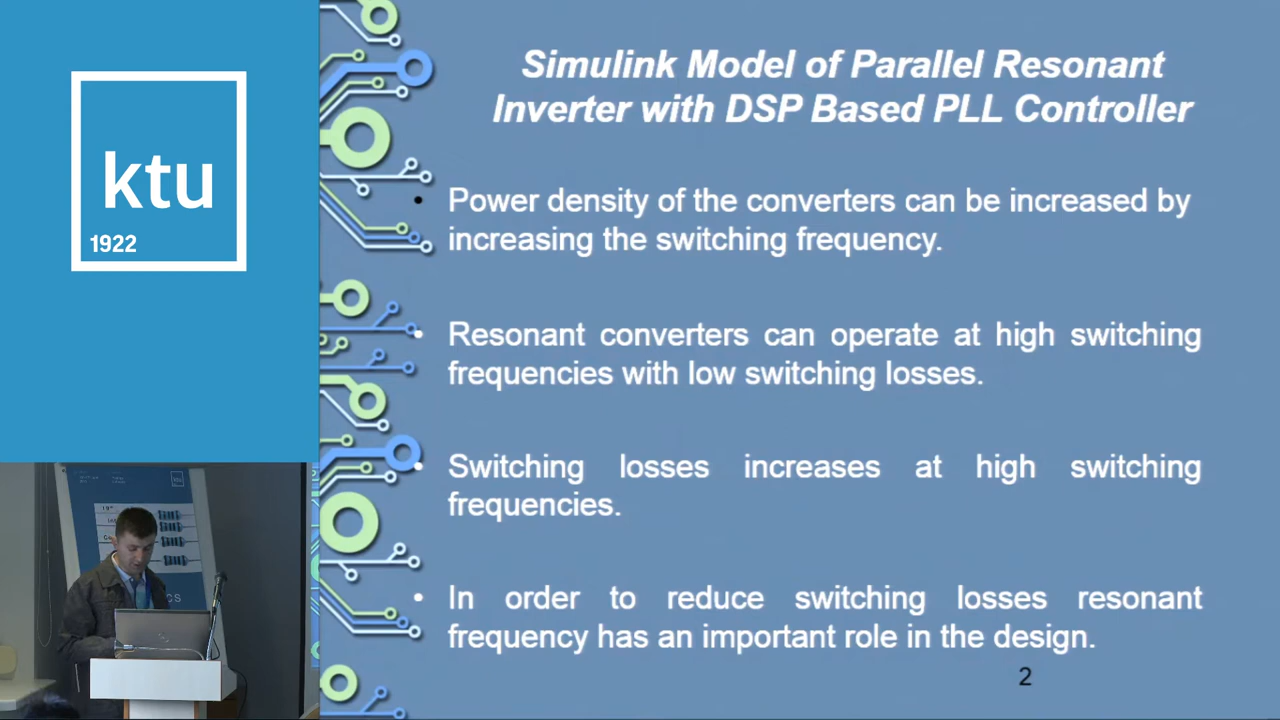 ktu
1922
Simulink Model of Parallel Resonant
Inverter with DSP Based PLL Controller
• Power density of the converters can be increased by
increasing the switching frequency.
• Resonant converters can operate at high switching
frequencies with low switching losses.
• Switching losses increases at high switching
frequencies.
• In order to reduce switching losses resonant
frequency has an important role in the design.
2